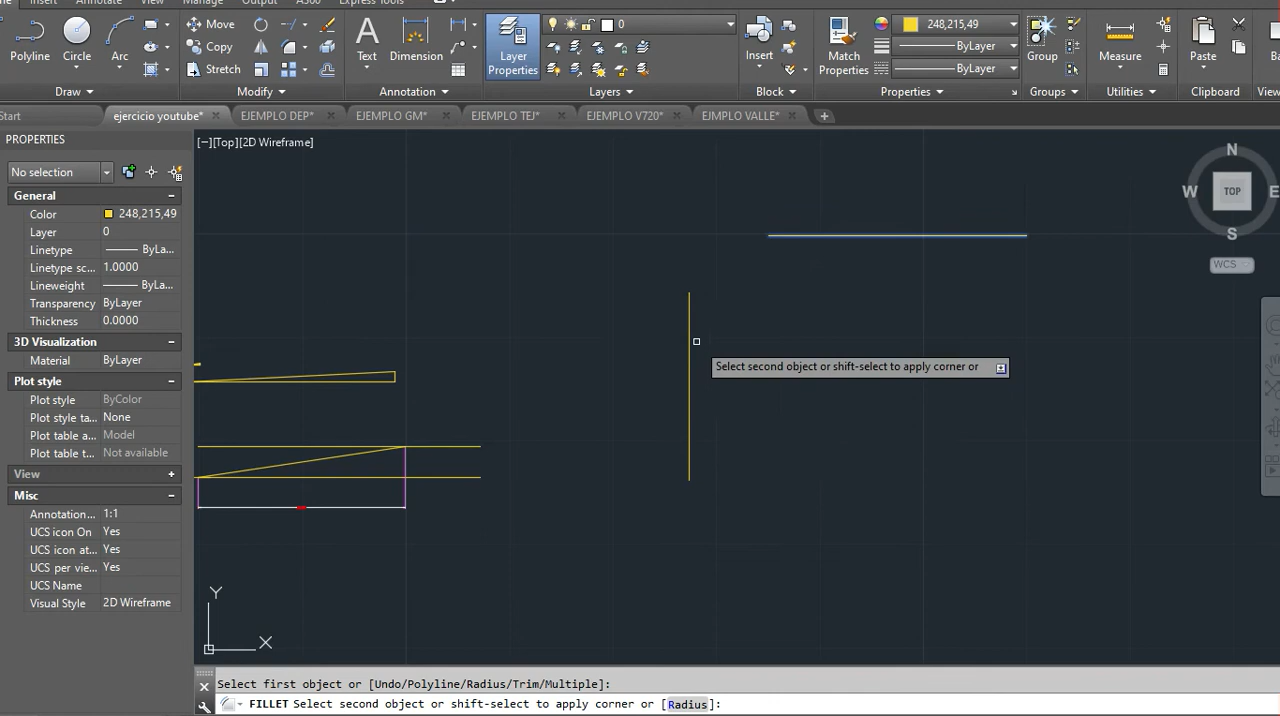 Insert Annotate View Manage Output A360 Express Tools
Polyline Circle Arc
Move
Copy
Stretch
Text Dimension
Layer
Properties
0
Insert
Match
Properties
248,215,49
ByLayer
ByLayer
Group
Measure
Paste
Draw Modify Annotation Layers Block Properties Groups Utilities Clipboard View
Start ejercicio youtube* EJEMPLO DEP* EJEMPLO GM* EJEMPLO TEJ* EJEMPLO V720* EJMPLO VALLE*
PROPERTIES
[−][Top][2D Wireframe]
No selection
General
Color 248,215,49
Layer 0
Linetype ByLa...
Linetype sc... 1.0000
Lineweight ByLa...
Transparency ByLayer
Thickness 0.0000
3D Visualization
Material ByLayer
Plot style
Plot style ByColor
Plot style ta... None
Plot table a... Model
Plot table t... Not available
View
Misc
Annotation... 1:1
UCS icon On Yes
UCS icon at... Yes
UCS per vie... Yes
UCS Name
Visual Style 2D Wireframe
N
W TOP E
S
WCS
Select second object or shift-select to apply corner or
Y
X
Select first object or [Undo/Polyline/Radius/Trim/Multiple]:
FILLET Select second object or shift-select to apply corner or [Radius]: